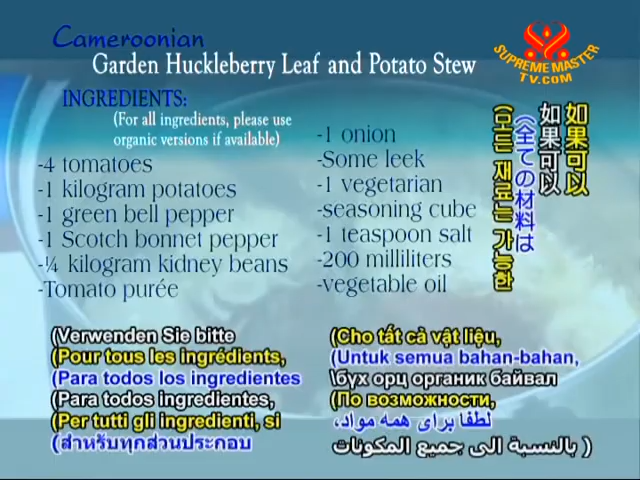 Cameroonian
Garden Huckleberry Leaf and Potato Stew
SUPREME MASTER
TV.COM
INGREDIENTS:
(For all ingredients, please use
organic versions if available)
-4 tomatoes
-1 kilogram potatoes
-1 green bell pepper
-1 Scotch bonnet pepper
-¼ kilogram kidney beans
-Tomato purée
-1 onion
-Some leek
-1 vegetarian
-seasoning cube
-1 teaspoon salt
-200 milliliters
-vegetable oil
如果可以
如果可以
(全ての材料は
(모든 재료는 가능한
(Verwenden Sie bitte
(Pour tous les ingrédients,
(Para todos los ingredientes
(Para todos ingredientes,
(Per tutti gli ingredienti, si
(สำหรับทุกส่วนประกอบ
(Cho tất cả vật liệu,
(Untuk semua bahan-bahan,
\бүх орц органик байвал
(По возможности,
لطفا برای همه مواد،
( بالنسبة الى جميع المكونات